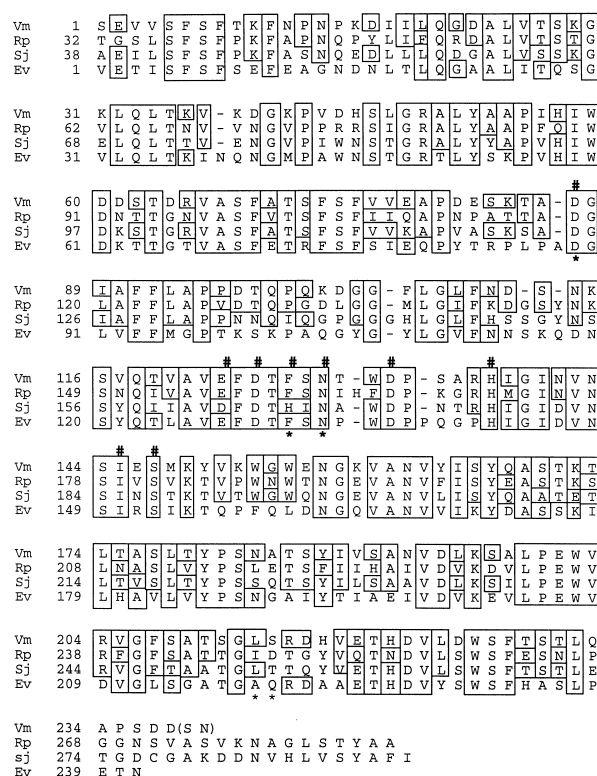 Vm 1 S E V V S F S F T K F N P N P K D I I L Q G D A L V T S K G
Rp 32 T G S L S F S F P K F A P N Q P Y L I F Q R D A L V T S T G
Sj 38 A E I L S F S F P K F A S N Q E D L L L Q G D A L V S S K G
Ev 1 V E T I S F S F S E F E A G N D N L T L Q G A A L I T Q S G
Vm 31 K L Q L T K V - K D G K P V D H S L G R A L Y A A P I H I W
Rp 62 V L Q L T N V - V N G V P P R R S I G R A L Y A A P F Q I W
Sj 68 E L Q L T T V - E N G V P I W N S T G R A L Y Y A P V H I W
Ev 31 V L Q L T K I N Q N G M P A W N S T G R T L Y S K P V H I W
#
Vm 60 D D S T D R V A S F A T S F S F V V E A P D E S K T A - D G
Rp 91 D N T T G N V A S F V T S F S F I I Q A P N P A T T A - D G
Sj 97 D K S T G R V A S F A T S F S F V V K A P V A S K S A - D G
Ev 61 D K T T G T V A S F E T R F S F S I E Q P Y T R P L P A D G
*
Vm 89 I A F F L A P P D T Q P Q K D G G - F L G L F N D - S - N K
Rp 120 L A F F L A P V D T Q P G D L G G - M L G I F K D G S Y N K
Sj 126 I A F F L A P P N N Q I Q G P G G G H L G L F H S S G Y N S
Ev 91 L V F F M G P T K S K P A Q G Y G - Y L G V F N N S K Q D N
# # # # # #
Vm 116 S V Q T V A V E F D T F S N T - W D P - S A R H I G I N V N
Rp 149 S N Q I V A V E F D T F S N I H F D P - K G R H M G I N V N
Sj 156 S Y Q I I A V D F D T H I N A - W D P - N T R H I G I D V N
Ev 120 S Y Q T L A V E F D T F S N P - W D P P Q G P H I G I D V N
* *
# #
Vm 144 S I E S M K Y V K W G W E N G K V A N V Y I S Y Q A S T K T
Rp 178 S I V S V K T V P W N W T N G E V A N V F I S Y E A S T K S
Sj 184 S I N S T K T V T W G W Q N G E V A N V L I S Y Q A A T E T
Ev 149 S I R S I K T Q P F Q L D N G Q V A N V V I K Y D A S S K I
Vm 174 L T A S L T Y P S N A T S Y I V S A N V D L K S A L P E W V
Rp 208 L N A S L V Y P S L E T S F I I H A I V D V K D V L P E W V
Sj 214 L T V S L T Y P S S Q T S Y I L S A A V D L K S I L P E W V
Ev 179 L H A V L V Y P S N G A I Y T I A E I V D V K E V L P E W V
Vm 204 R V G F S A T S G L S R D H V E T H D V L D W S F T S T L Q
Rp 238 R F G F S A T T G I D T G Y V Q T N D V L S W S F E S N L P
Sj 244 R V G F T A A T G L T T Q Y V E T H D V L S W S F T S T L E
Ev 209 D V G L S G A T G A Q R D A A E T H D V Y S W S F H A S L P
* *
Vm 234 A P S D D (S N)
Rp 268 G G N S V A S V K N A G L S T Y A A
sj 274 T G D C G A K D D N V H L V S Y A F I
Ev 239 E T N